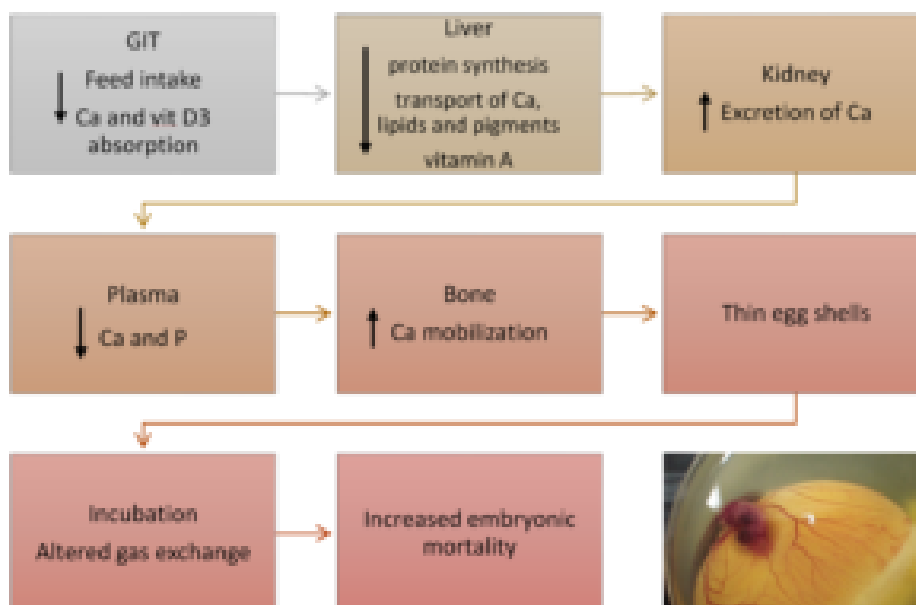 GIT
Feed intake
Ca and vit D3
absorption
Liver
protein synthesis
transport of Ca,
lipids and pigments
vitamin A
Kidney
Excretion of Ca
Plasma
Ca and P
Bone
Ca mobilization
Thin egg shells
Incubation
Altered gas exchange
Increased embryonic
mortality